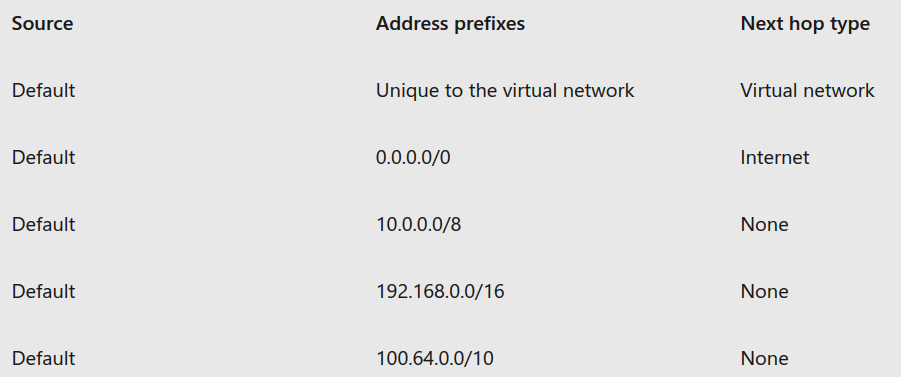 Source Address prefixes Next hop type
Default Unique to the virtual network Virtual network
Default 0.0.0.0/0 Internet
Default 10.0.0.0/8 None
Default 192.168.0.0/16 None
Default 100.64.0.0/10 None